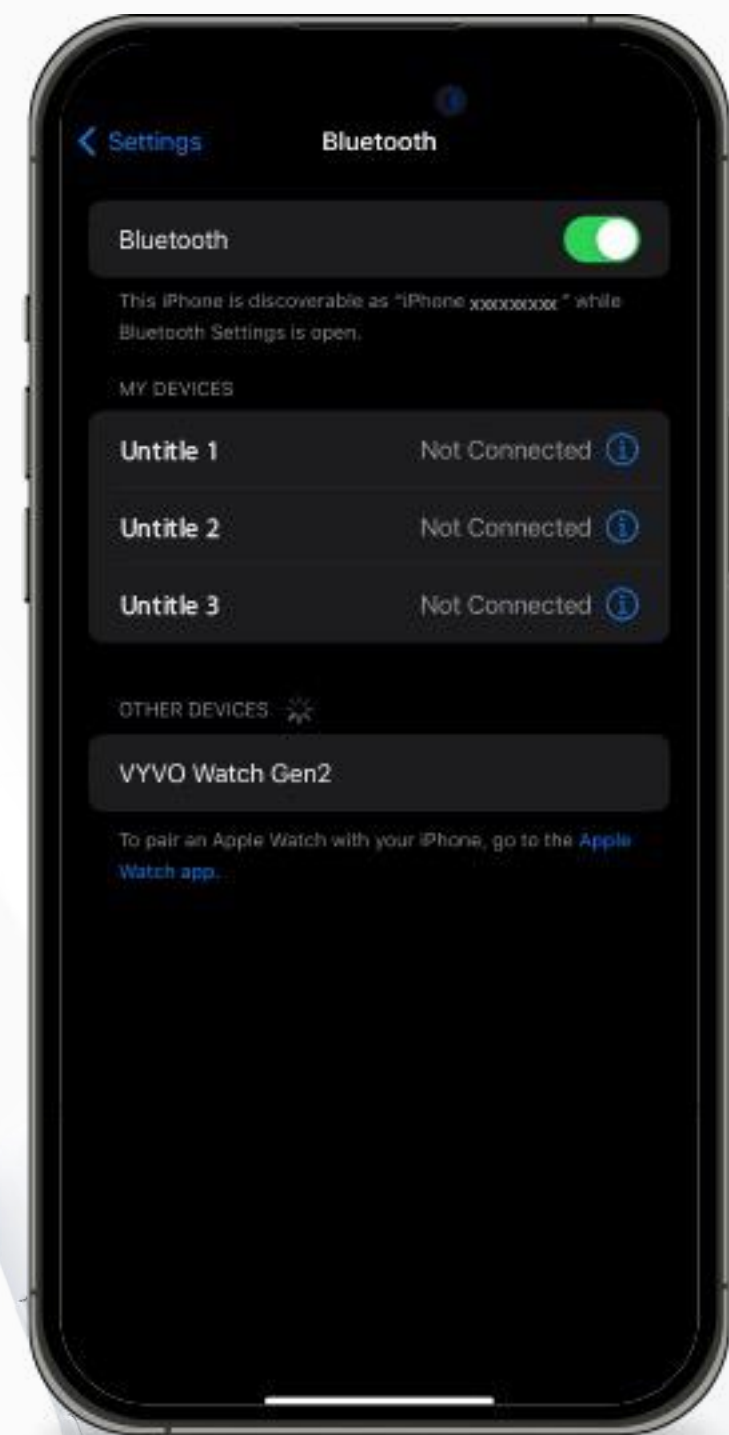 Settings
Bluetooth
Bluetooth
This iPhone is discoverable as "iPhone xxxxxxxxx " while
Bluetooth Settings is open.
MY DEVICES
Untitle 1 Not Connected
Untitle 2 Not Connected
Untitle 3 Not Connected
OTHER DEVICES
VYVO Watch Gen2
To pair an Apple Watch with your iPhone, go to the Apple
Watch app.